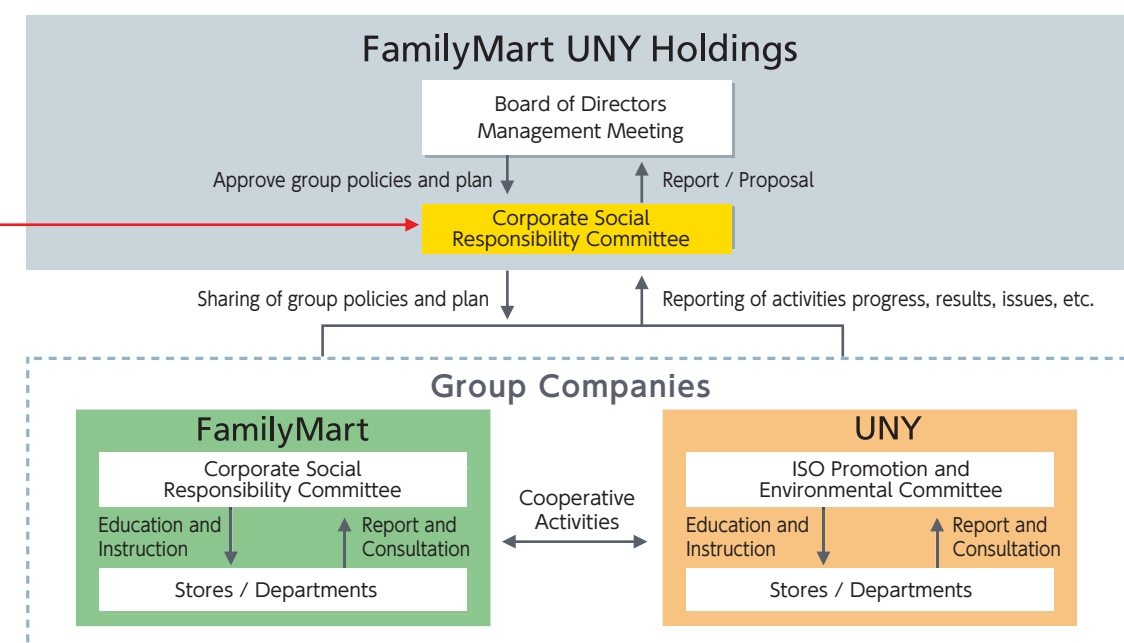 FamilyMart UNY Holdings
Board of Directors
Management Meeting
Approve group policies and plan
Report / Proposal
Corporate Social
Responsibility Committee
Sharing of group policies and plan
Reporting of activities progress, results, issues, etc.
Group Companies
FamilyMart
Corporate Social
Responsibility Committee
Education and
Instruction
Report and
Consultation
Stores / Departments
Cooperative
Activities
UNY
ISO Promotion and
Environmental Committee
Education and
Instruction
Report and
Consultation
Stores / Departments